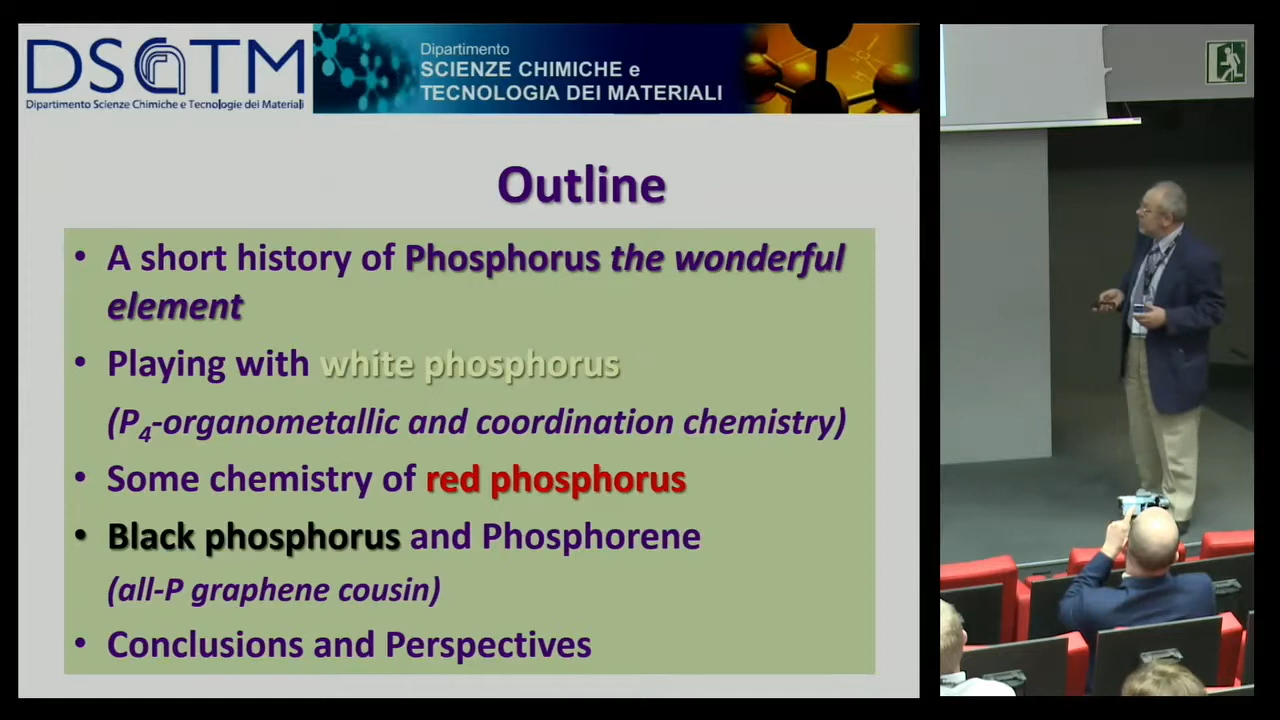 DSCTM
Dipartimento Scienze Chimiche e Tecnologie dei Materiali
Dipartimento
SCIENZE CHIMICHE e
TECNOLOGIA DEI MATERIALI
Outline
• A short history of Phosphorus the wonderful
element
• Playing with white phosphorus
(P4-organometallic and coordination chemistry)
• Some chemistry of red phosphorus
• Black phosphorus and Phosphorene
(all-P graphene cousin)
• Conclusions and Perspectives